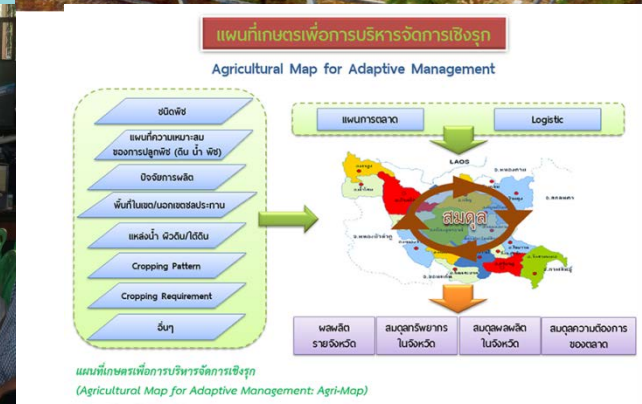 แผนที่เกษตรเพื่อการบริหารจัดการเชิงรุก
Agricultural Map for Adaptive Management
ชนิดพืช
แผนที่ความเหมาะสม
ของการปลูกพืช (ดิน น้ำ พืช)
ปัจจัยการผลิต
พื้นที่ในเขต/นอกเขตชลประทาน
แหล่งน้ำ ผิวดิน/ใต้ดิน
Cropping Pattern
Cropping Requirement
อื่นๆ
แผนการตลาด
Logistic
LAOS
สมดุล
ผลผลิต
รายจังหวัด
สมดุลทรัพยากร
ในจังหวัด
สมดุลผลผลิต
ในจังหวัด
สมดุลความต้องการ
ของตลาด
แผนที่เกษตรเพื่อการบริหารจัดการเชิงรุก
(Agricultural Map for Adaptive Management: Agri-Map)